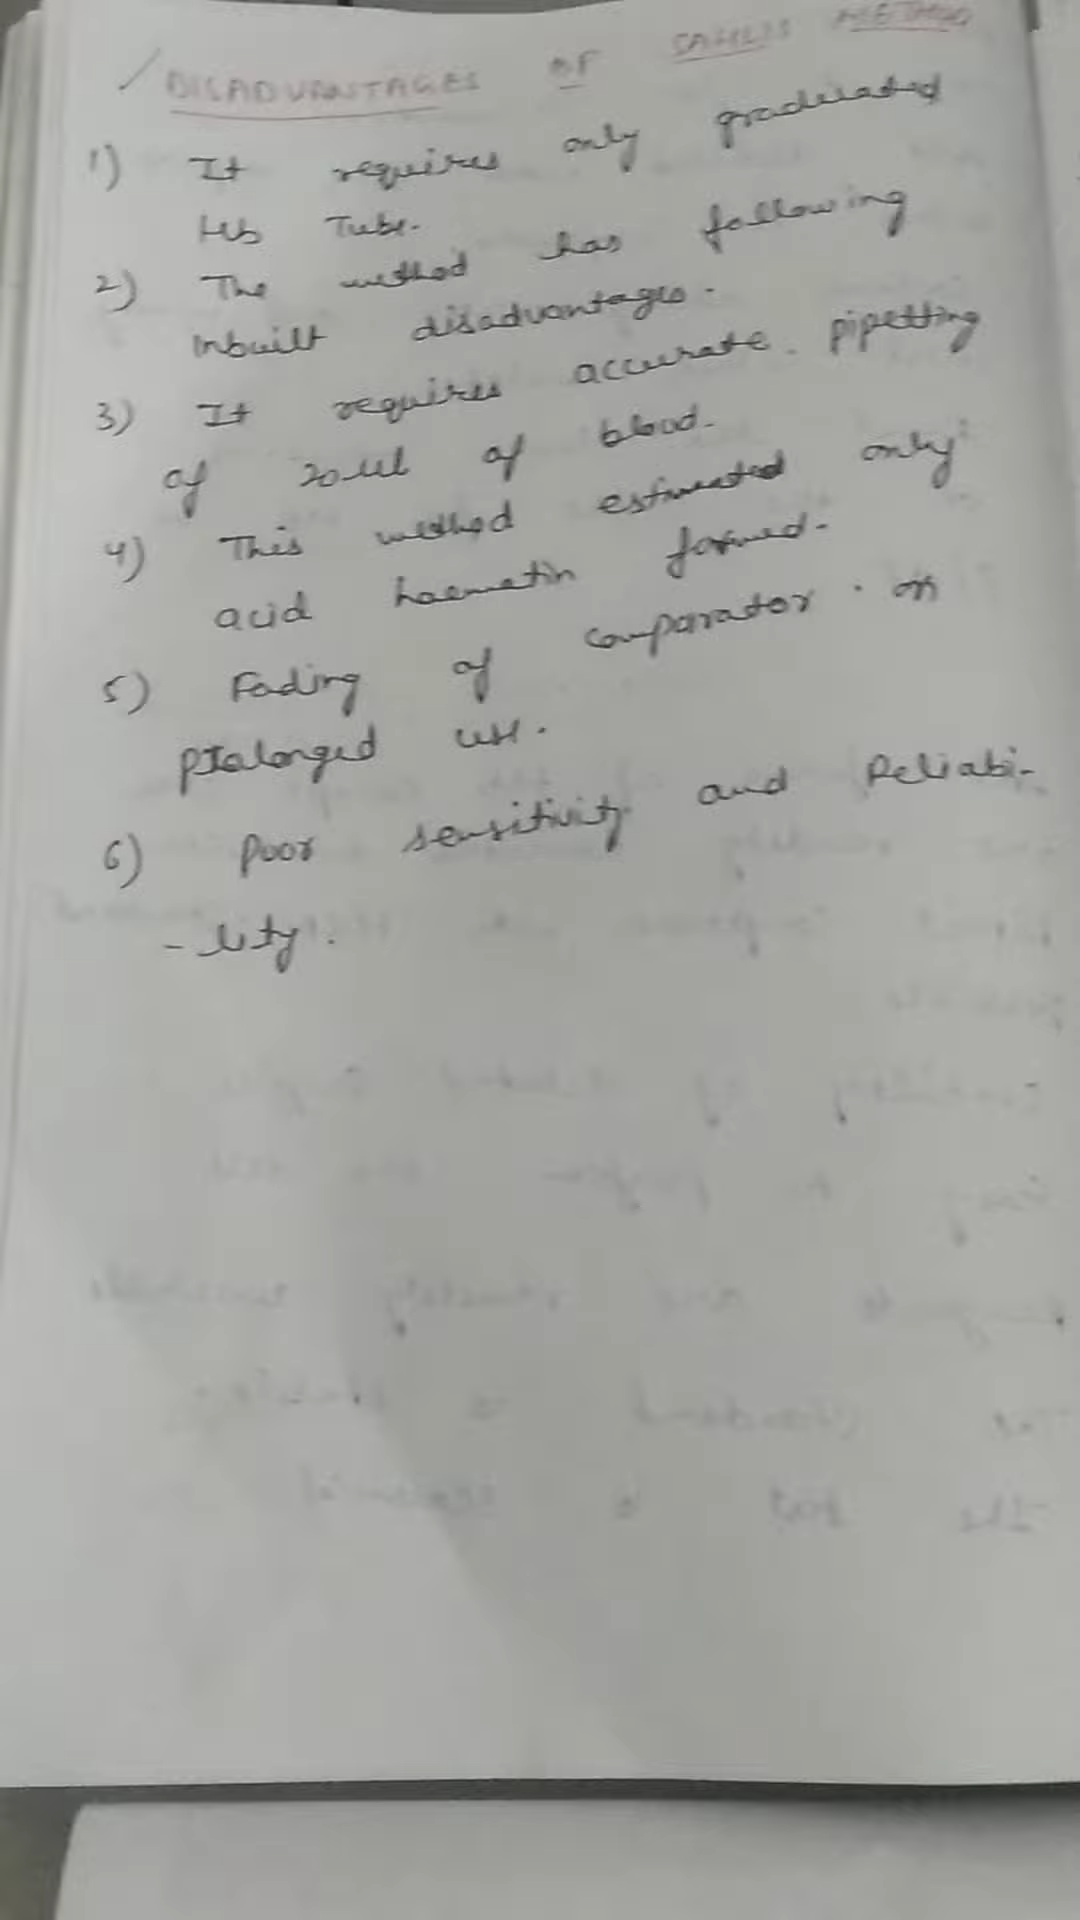 DISADVANTAGES OF SAHLIS METHOD
1) It requires only graduated
Hb Tube.
2) The method has following
inbuilt disadvantages.
3) It requires accurate pipetting
of 20ul of blood.
4) This method estimated only
acid haematin formed.
5) Fading of comparator. on
prolonged use.
6) Poor sensitivity and Reliabi-
- lity.